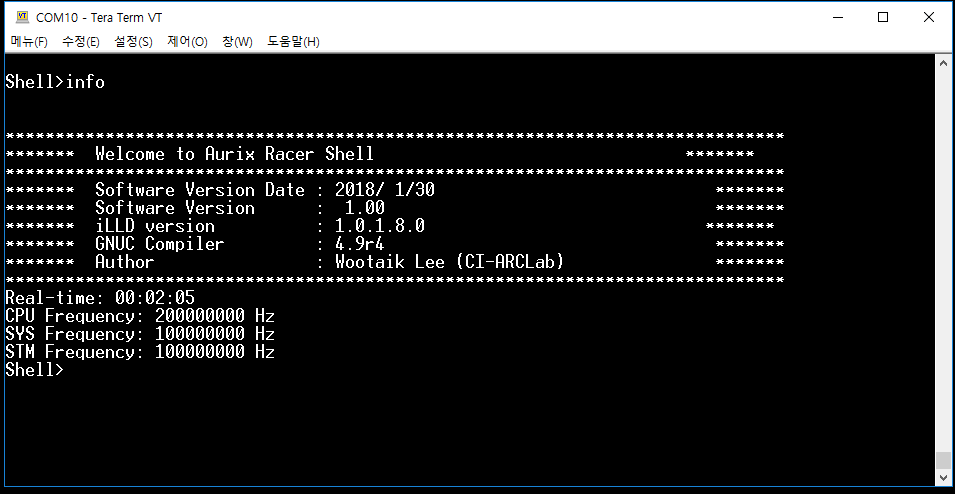 COM10 - Tera Term VT
메뉴(F) 수정(E) 설정(S) 제어(O) 창(W) 도움말(H)
Shell>info
******************************************************************************
*******  Welcome to Aurix Racer Shell                               *******
******************************************************************************
*******  Software Version Date : 2018/ 1/30                            *******
*******  Software Version      :  1.00                                 *******
*******  iLLD version          : 1.0.1.8.0                            *******
*******  GNUC Compiler         : 4.9r4                                 *******
*******  Author                : Wootaik Lee (CI-ARCLab)               *******
******************************************************************************
Real-time: 00:02:05
CPU Frequency: 200000000 Hz
SYS Frequency: 100000000 Hz
STM Frequency: 100000000 Hz
Shell>